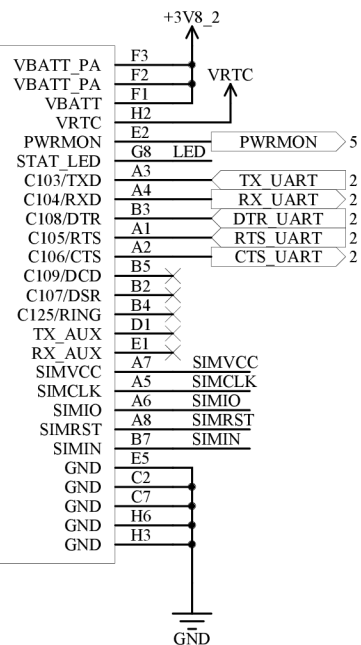 +3V8_2
VBATT_PA F3
VBATT_PA F2
VRTC
VBATT F1
VRTC H2
PWRMON E2 PWRMON 5
STAT_LED G8 LED
C103/TXD A3 TX_UART 2
C104/RXD A4 RX_UART 2
C108/DTR B3 DTR_UART 2
C105/RTS A1 RTS_UART 2
C106/CTS A2 CTS_UART 2
C109/DCD B5
C107/DSR B2
C125/RING B4
TX_AUX D1
RX_AUX E1
SIMVCC A7 SIMVCC
SIMCLK A5 SIMCLK
SIMIO A6 SIMIO
SIMRST A8 SIMRST
SIMIN B7 SIMIN
GND E5
GND C2
GND C7
GND H6
GND H3
GND